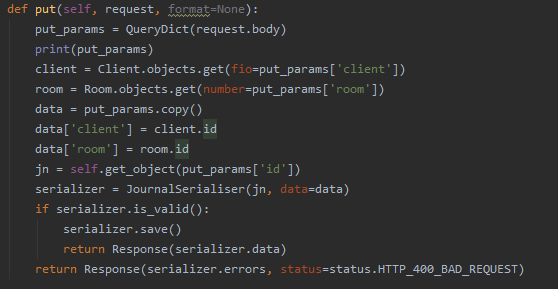 def put(self, request, format=None):
    put_params = QueryDict(request.body)
    print(put_params)
    client = Client.objects.get(fio=put_params['client'])
    room = Room.objects.get(number=put_params['room'])
    data = put_params.copy()
    data['client'] = client.id
    data['room'] = room.id
    jn = self.get_object(put_params['id'])
    serializer = JournalSerialiser(jn, data=data)
    if serializer.is_valid():
        serializer.save()
        return Response(serializer.data)
    return Response(serializer.errors, status=status.HTTP_400_BAD_REQUEST)